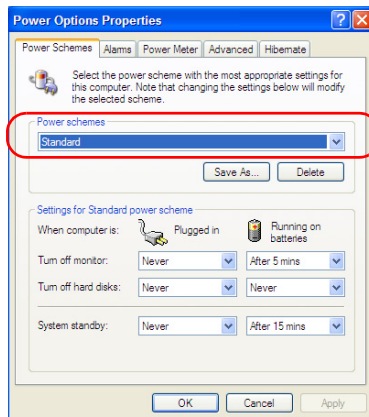 Power Options Properties
Power Schemes Alarms Power Meter Advanced Hibernate
Select the power scheme with the most appropriate settings for
this computer. Note that changing the settings below will modify
the selected scheme.
Power schemes
Standard
Save As... Delete
Settings for Standard power scheme
When computer is: Plugged in Running on
batteries
Turn off monitor: Never After 5 mins
Turn off hard disks: Never Never
System standby: Never After 15 mins
OK Cancel Apply